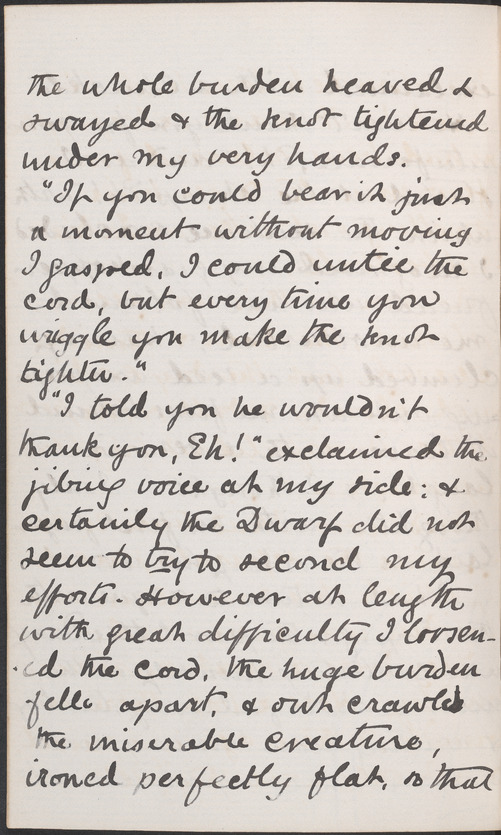 the whole burden heaved &
swayed & the knot tightened
under my very hands.
"If you could bear it just
a moment without moving
I gasped, I could untie the
cord, but every time you
wriggle you make the knot
tighter."
"I told you he wouldn't
thank you, Eh!" exclaimed the
jibing voice at my side: &
certainly the Dwarf did not
seem to try to second my
efforts. However at length
with great difficulty I loosen-
ed the cord, the huge burden
fell apart, & out crawled
the miserable creature,
ironed perfectly flat, so that